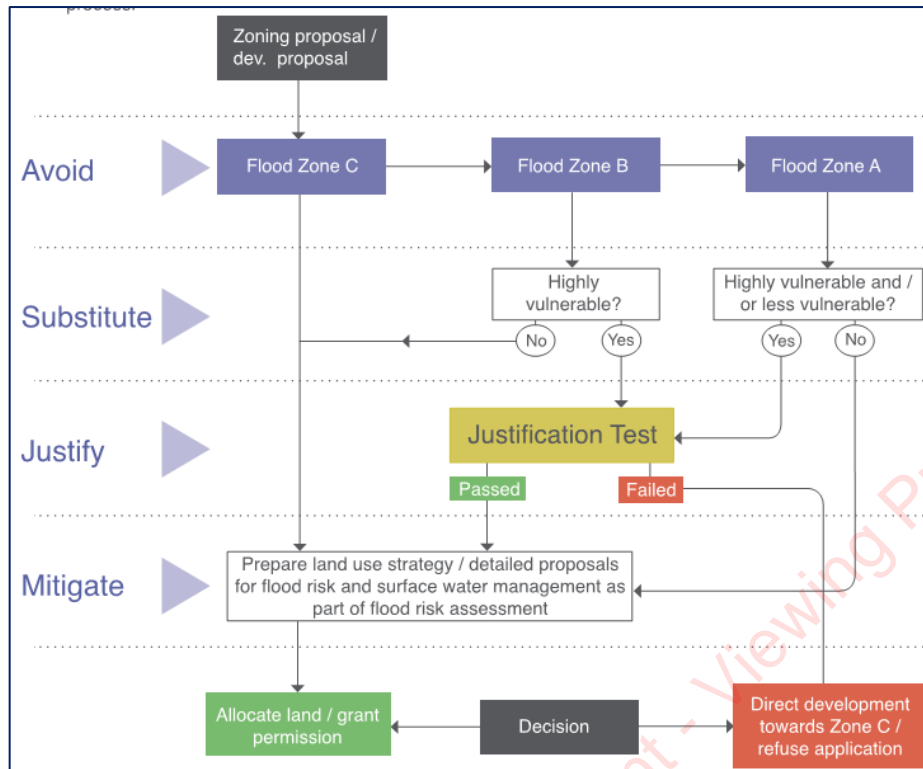 process.
Zoning proposal /
dev. proposal
Avoid
Flood Zone C
Flood Zone B
Flood Zone A
Substitute
Highly
vulnerable?
Highly vulnerable and /
or less vulnerable?
No
Yes
Yes
No
Justify
Justification Test
Passed
Failed
Mitigate
Prepare land use strategy / detailed proposals
for flood risk and surface water management as
part of flood risk assessment
Allocate land / grant
permission
Decision
Direct development
towards Zone C /
refuse application
- Viewing